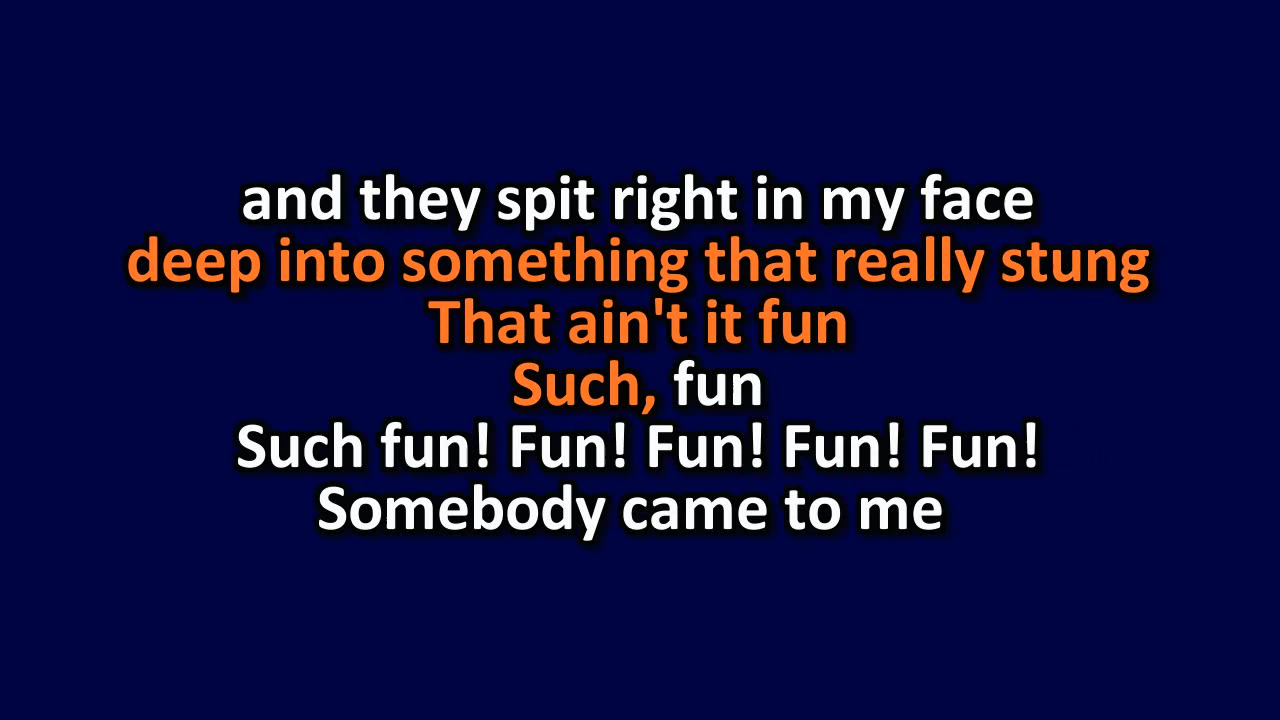 and they spit right in my face
deep into something that really stung
That ain't it fun
Such, fun
Such fun! Fun! Fun! Fun! Fun!
Somebody came to me